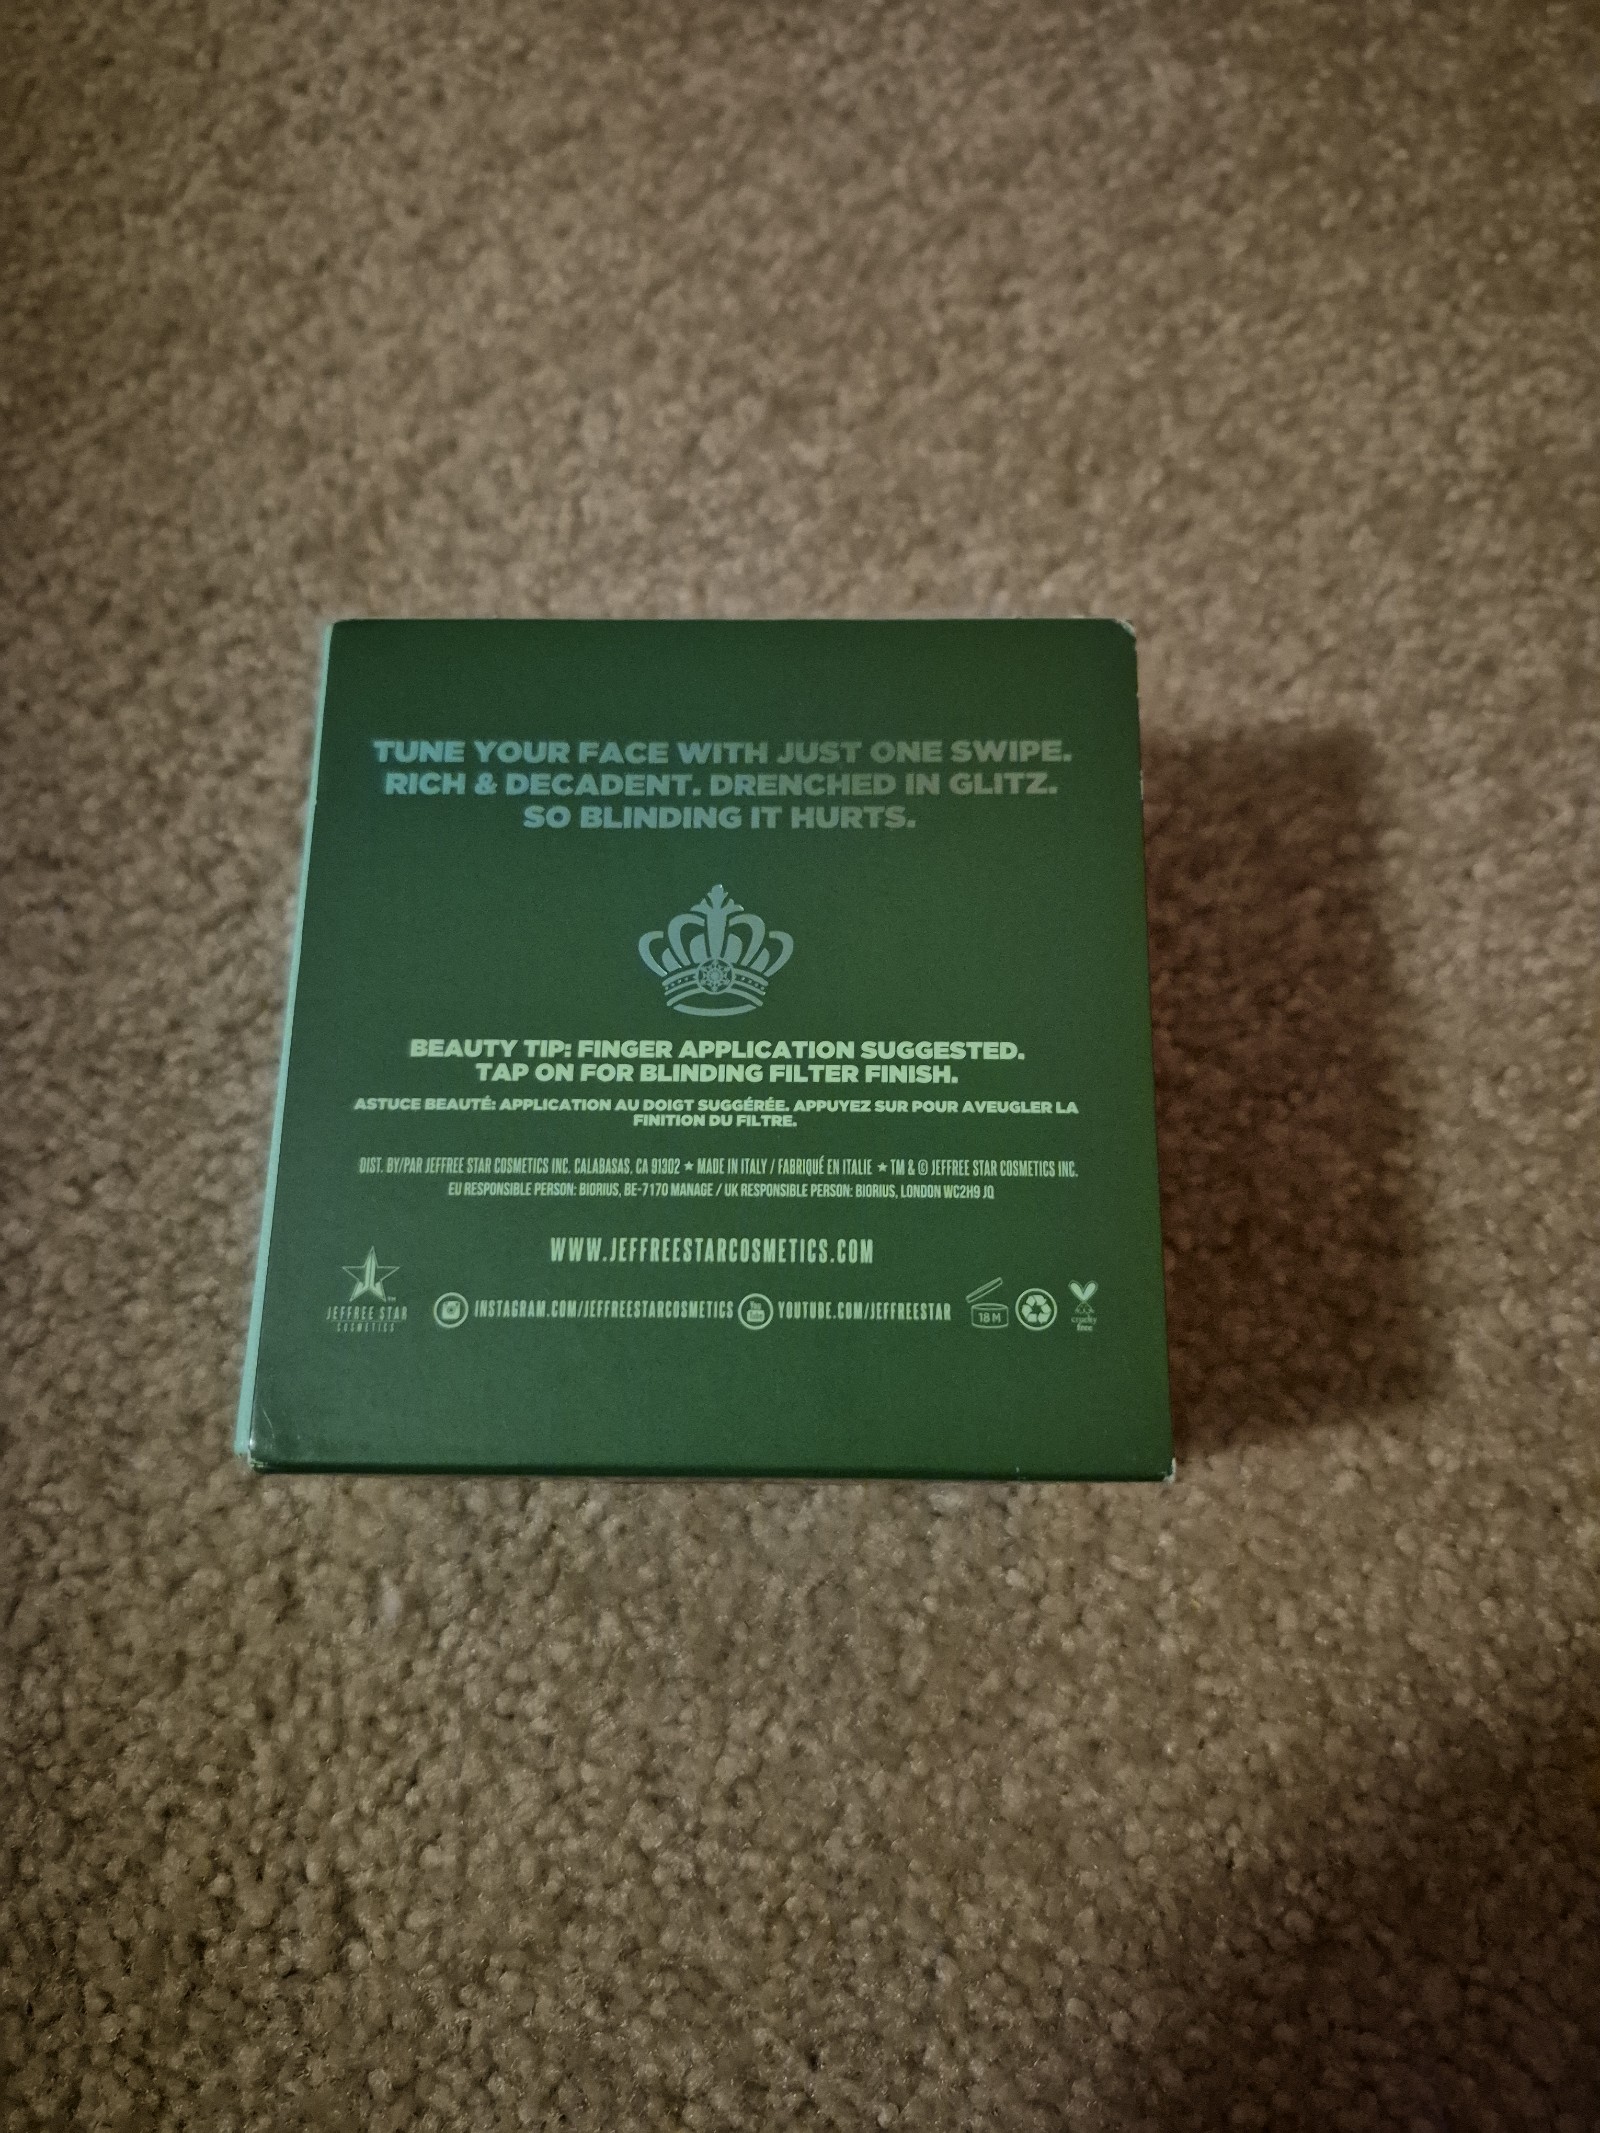 TUNE YOUR FACE WITH JUST ONE SWIPE.
RICH & DECADENT. DRENCHED IN GLITZ.
SO BLINDING IT HURTS.
BEAUTY TIP: FINGER APPLICATION SUGGESTED.
TAP ON FOR BLINDING FILTER FINISH.
ASTUCE BEAUTÉ: APPLICATION AU DOIGT SUGGÉRÉE. APPUYEZ SUR POUR AVEUGLER LA
FINITION DU FILTRE.
DIST. BY/PAR JEFFREE STAR COSMETICS INC. CALABASAS, CA 91302 ★ MADE IN ITALY / FABRIQUÉ EN ITALIE ★ TM & © JEFFREE STAR COSMETICS INC.
EU RESPONSIBLE PERSON: BIORIUS, BE-7170 MANAGE / UK RESPONSIBLE PERSON: BIORIUS, LONDON WC2H9 JQ
WWW.JEFFREESTARCOSMETICS.COM
JEFFREE STAR
COSMETICS
INSTAGRAM.COM/JEFFREESTARCOSMETICS
You
Tube
YOUTUBE.COM/JEFFREESTAR
18 M
cruelty
free